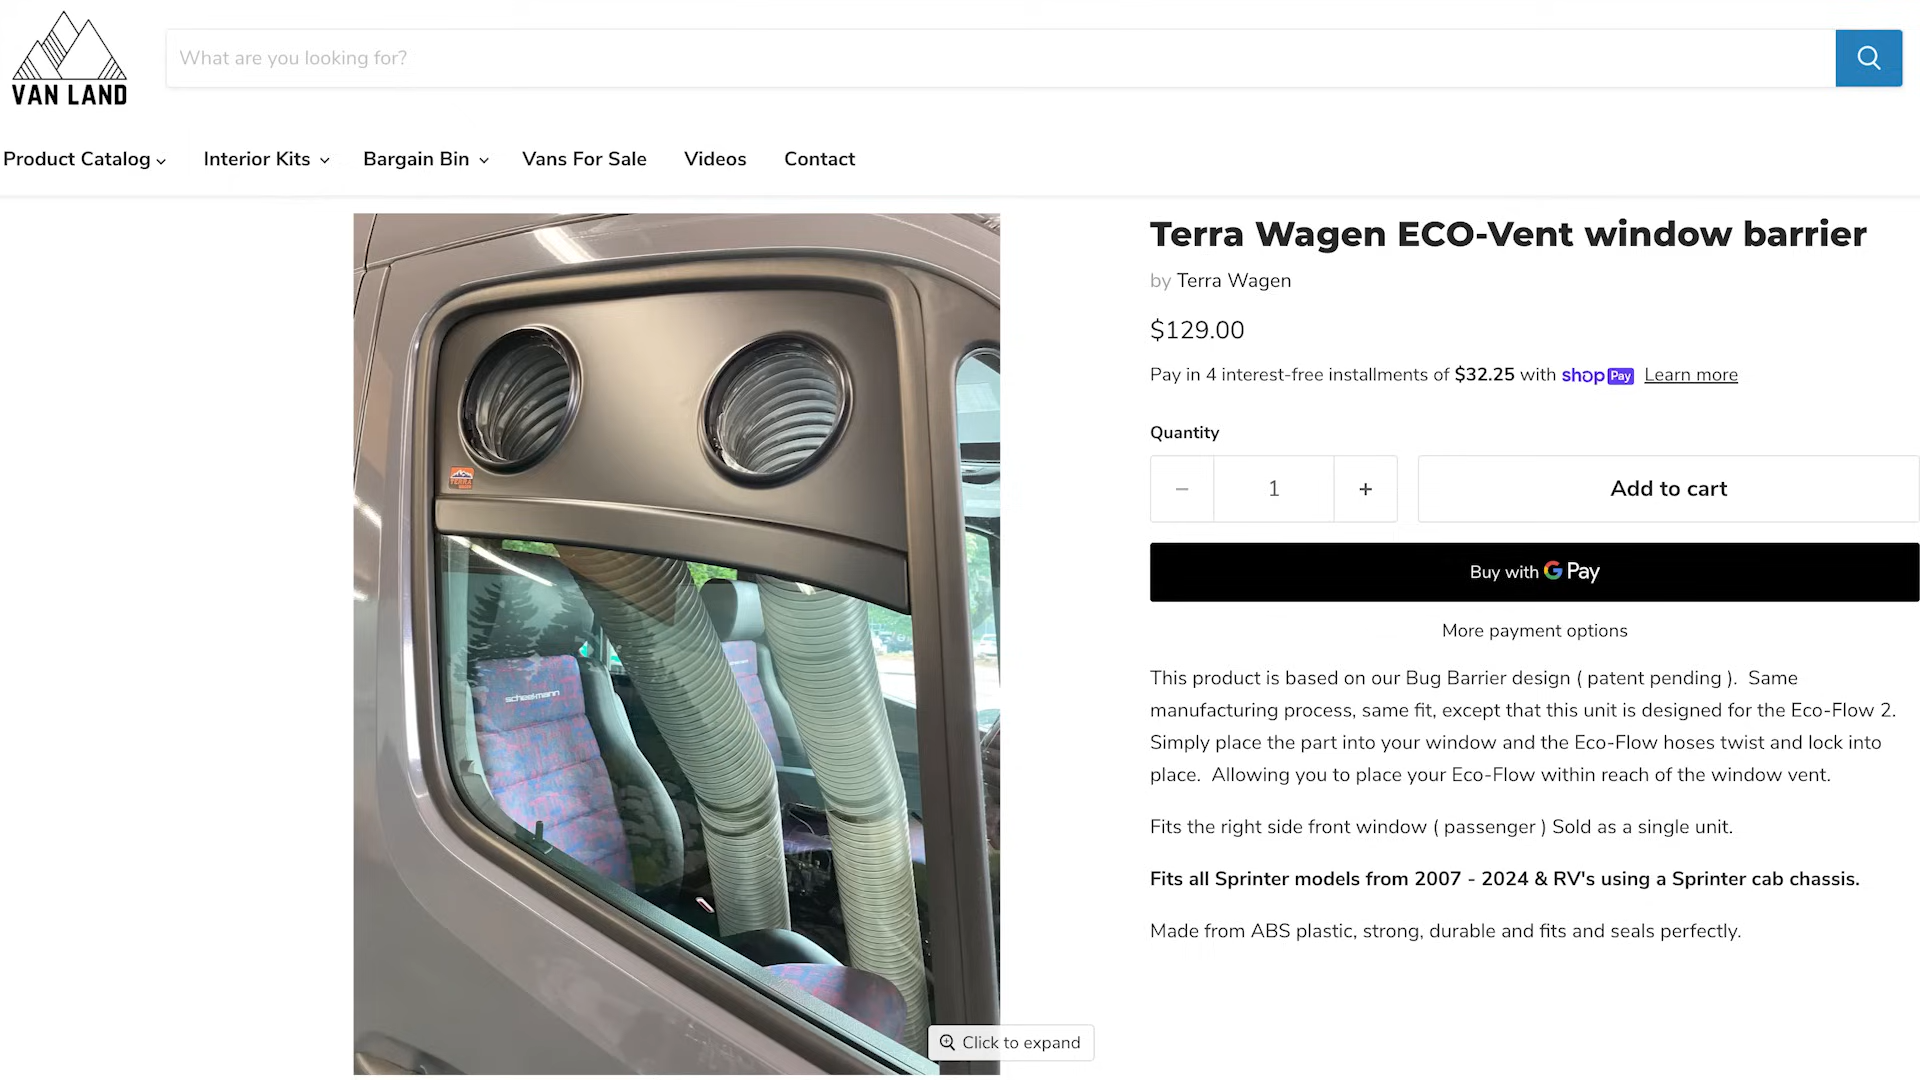 VAN LAND
What are you looking for?
Product Catalog
Interior Kits
Bargain Bin
Vans For Sale
Videos
Contact
TERRA
scheelmann
Click to expand
Terra Wagen ECO-Vent window barrier
by Terra Wagen
$129.00
Pay in 4 interest-free installments of $32.25 with shop Pay Learn more
Quantity
− 1 +
Add to cart
Buy with G Pay
More payment options
This product is based on our Bug Barrier design ( patent pending ).  Same
manufacturing process, same fit, except that this unit is designed for the Eco-Flow 2.
Simply place the part into your window and the Eco-Flow hoses twist and lock into
place.  Allowing you to place your Eco-Flow within reach of the window vent.
Fits the right side front window ( passenger ) Sold as a single unit.
Fits all Sprinter models from 2007 - 2024 & RV's using a Sprinter cab chassis.
Made from ABS plastic, strong, durable and fits and seals perfectly.